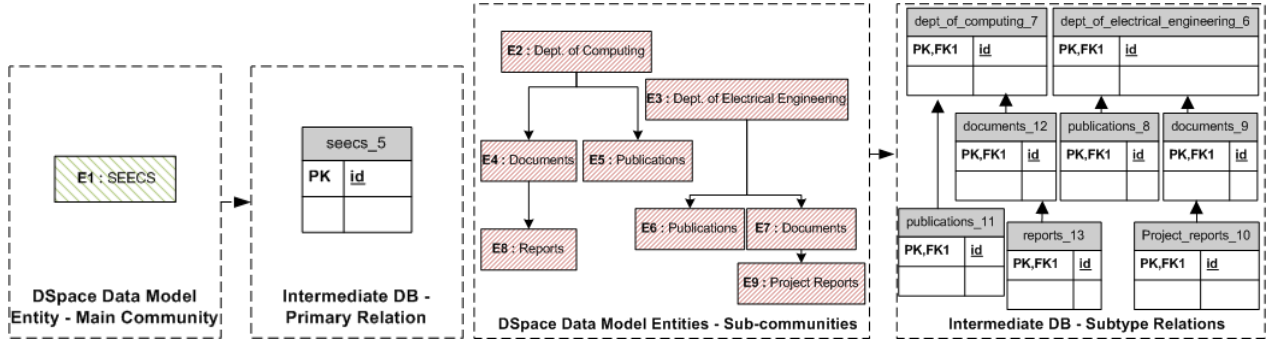 E1 : SEECS
DSpace Data Model
Entity - Main Community
seecs_5
PK id
Intermediate DB -
Primary Relation
E2 : Dept. of Computing
E3 : Dept. of Electrical Engineering
E4 : Documents
E5 : Publications
E6 : Publications
E7 : Documents
E8 : Reports
E9 : Project Reports
DSpace Data Model Entities - Sub-communities
dept_of_computing_7
PK,FK1 id
dept_of_electrical_engineering_6
PK,FK1 id
documents_12
PK,FK1 id
publications_8
PK,FK1 id
documents_9
PK,FK1 id
publications_11
PK,FK1 id
reports_13
PK,FK1 id
Project_reports_10
PK,FK1 id
Intermediate DB - Subtype Relations